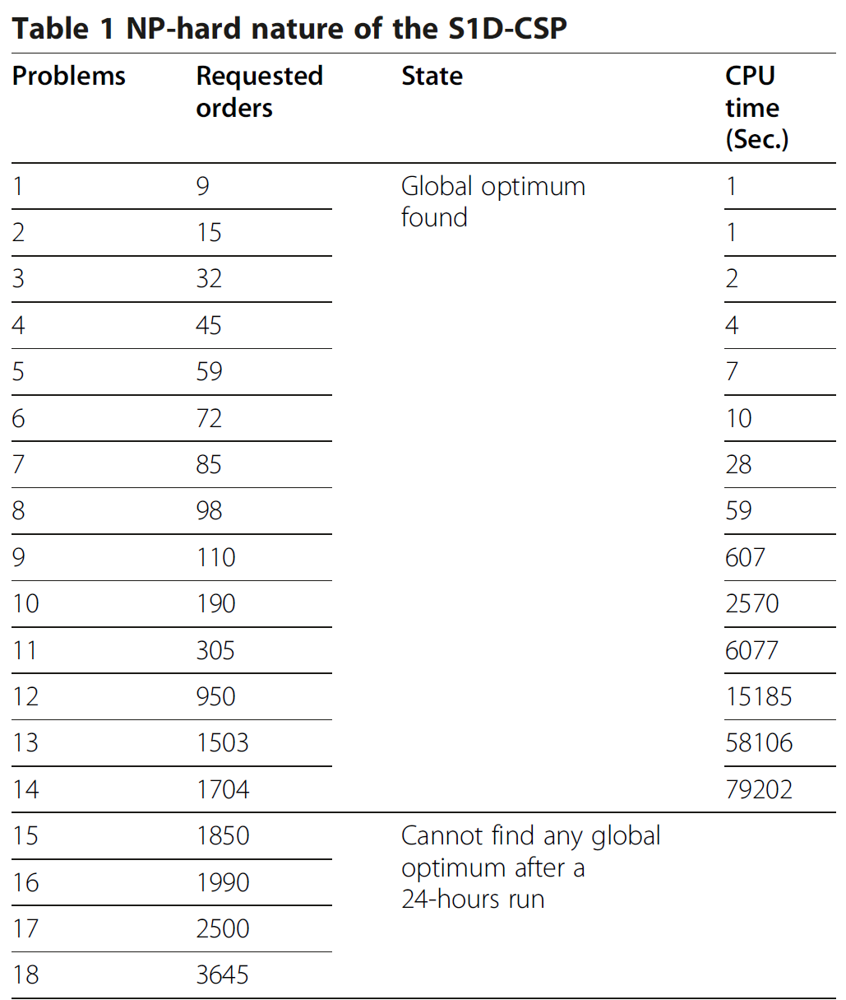 Table 1 NP-hard nature of the S1D-CSP
Problems Requested orders State CPU time (Sec.)
1 9 Global optimum found 1
2 15 1
3 32 2
4 45 4
5 59 7
6 72 10
7 85 28
8 98 59
9 110 607
10 190 2570
11 305 6077
12 950 15185
13 1503 58106
14 1704 79202
15 1850 Cannot find any global optimum after a 24-hours run
16 1990
17 2500
18 3645